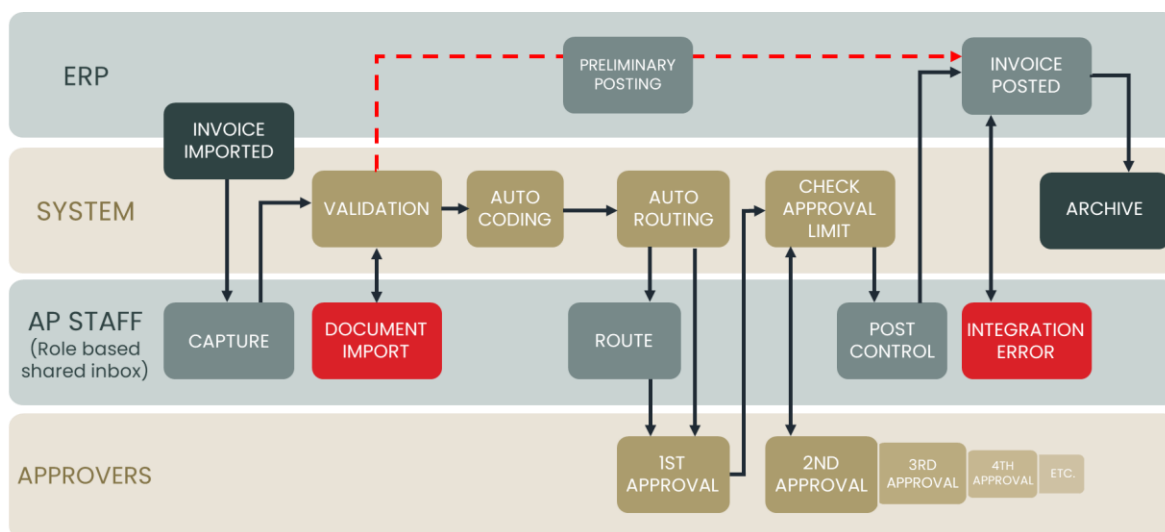 ERP
PRELIMINARY
POSTING
INVOICE
POSTED
INVOICE
IMPORTED
SYSTEM
VALIDATION
AUTO
CODING
AUTO
ROUTING
CHECK
APPROVAL
LIMIT
ARCHIVE
AP STAFF
(Role based
shared inbox)
CAPTURE
DOCUMENT
IMPORT
ROUTE
POST
CONTROL
INTEGRATION
ERROR
APPROVERS
1ST
APPROVAL
2ND
APPROVAL
3RD
APPROVAL
4TH
APPROVAL
ETC.